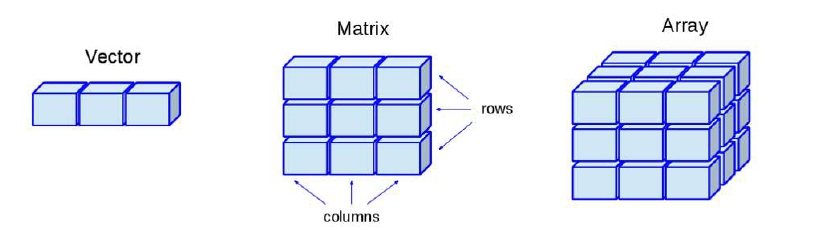 Vector
Matrix
Array
rows
columns